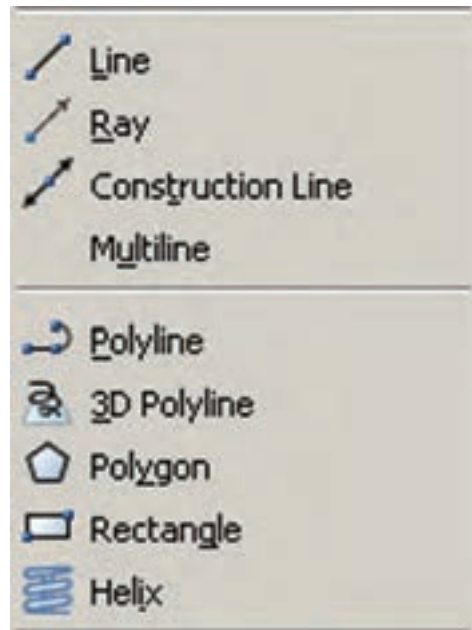 Line
Ray
Construction Line
Multiline
Polyline
3D Polyline
Polygon
Rectangle
Helix